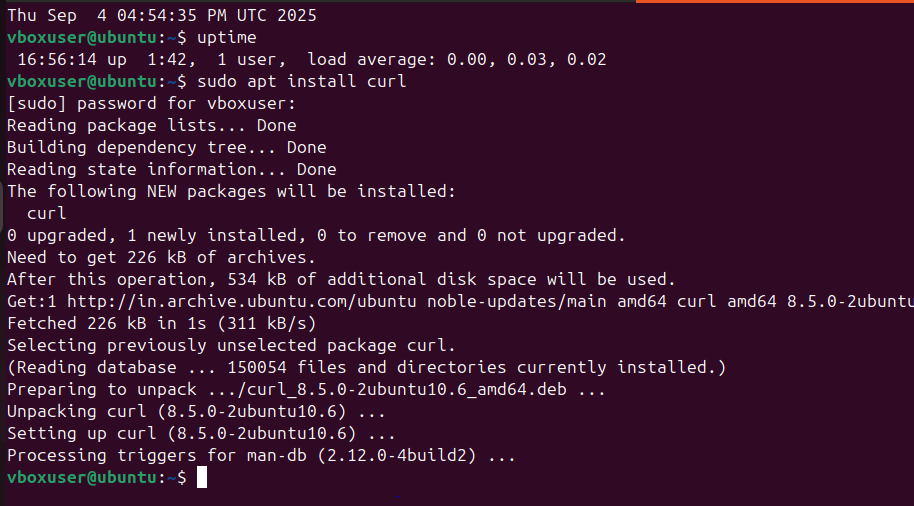 Thu Sep  4 04:54:35 PM UTC 2025
vboxuser@ubuntu:~$ uptime
 16:56:14 up  1:42,  1 user,  load average: 0.00, 0.03, 0.02
vboxuser@ubuntu:~$ sudo apt install curl
[sudo] password for vboxuser:
Reading package lists... Done
Building dependency tree... Done
Reading state information... Done
The following NEW packages will be installed:
  curl
0 upgraded, 1 newly installed, 0 to remove and 0 not upgraded.
Need to get 226 kB of archives.
After this operation, 534 kB of additional disk space will be used.
Get:1 http://in.archive.ubuntu.com/ubuntu noble-updates/main amd64 curl amd64 8.5.0-2ubuntu
Fetched 226 kB in 1s (311 kB/s)
Selecting previously unselected package curl.
(Reading database ... 150054 files and directories currently installed.)
Preparing to unpack .../curl_8.5.0-2ubuntu10.6_amd64.deb ...
Unpacking curl (8.5.0-2ubuntu10.6) ...
Setting up curl (8.5.0-2ubuntu10.6) ...
Processing triggers for man-db (2.12.0-4build2) ...
vboxuser@ubuntu:~$